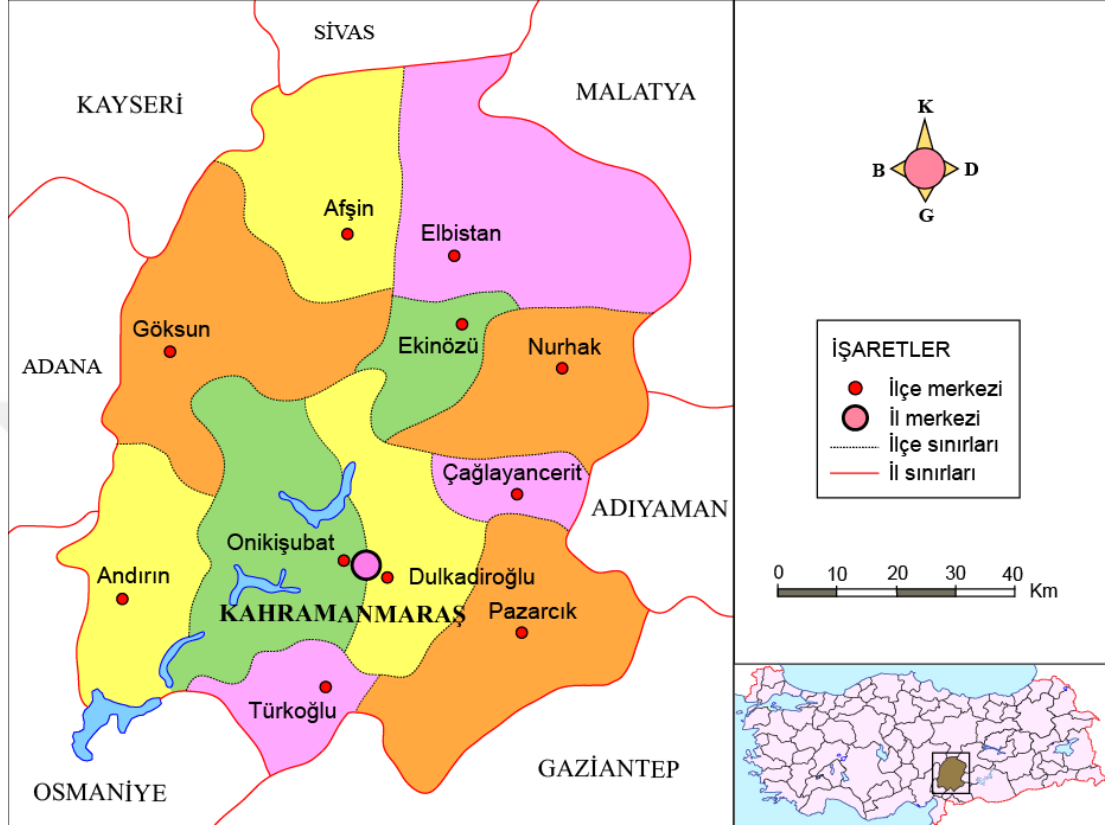 SİVAS
KAYSERİ
MALATYA
K
B
D
G
Afşin
Elbistan
Göksun
Ekinözü
Nurhak
ADANA
İŞARETLER
İlçe merkezi
İl merkezi
İlçe sınırları
İl sınırları
Çağlayancerit
ADIYAMAN
Onikişubat
Andırın
Dulkadiroğlu
KAHRAMANMARAŞ
Pazarcık
0 10 20 30 40 Km
Türkoğlu
GAZİANTEP
OSMANİYE